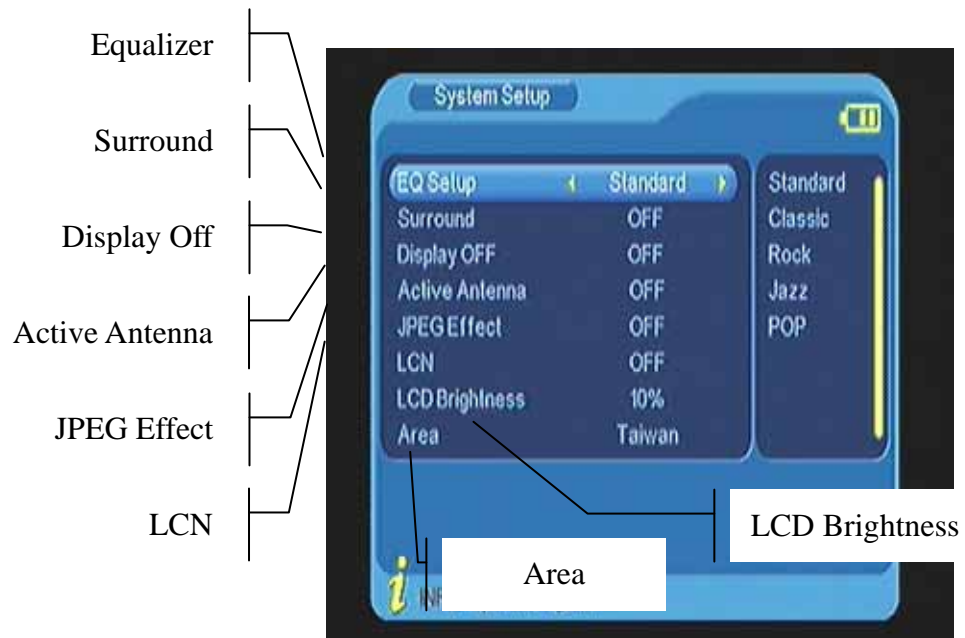 Equalizer
Surround
Display Off
Active Antenna
JPEG Effect
LCN
System Setup
EQ Setup Standard
Surround OFF
Display OFF OFF
Active Antenna OFF
JPEG Effect OFF
LCN OFF
LCD Brightness 10%
Area Taiwan
Standard
Classic
Rock
Jazz
POP
LCD Brightness
Area